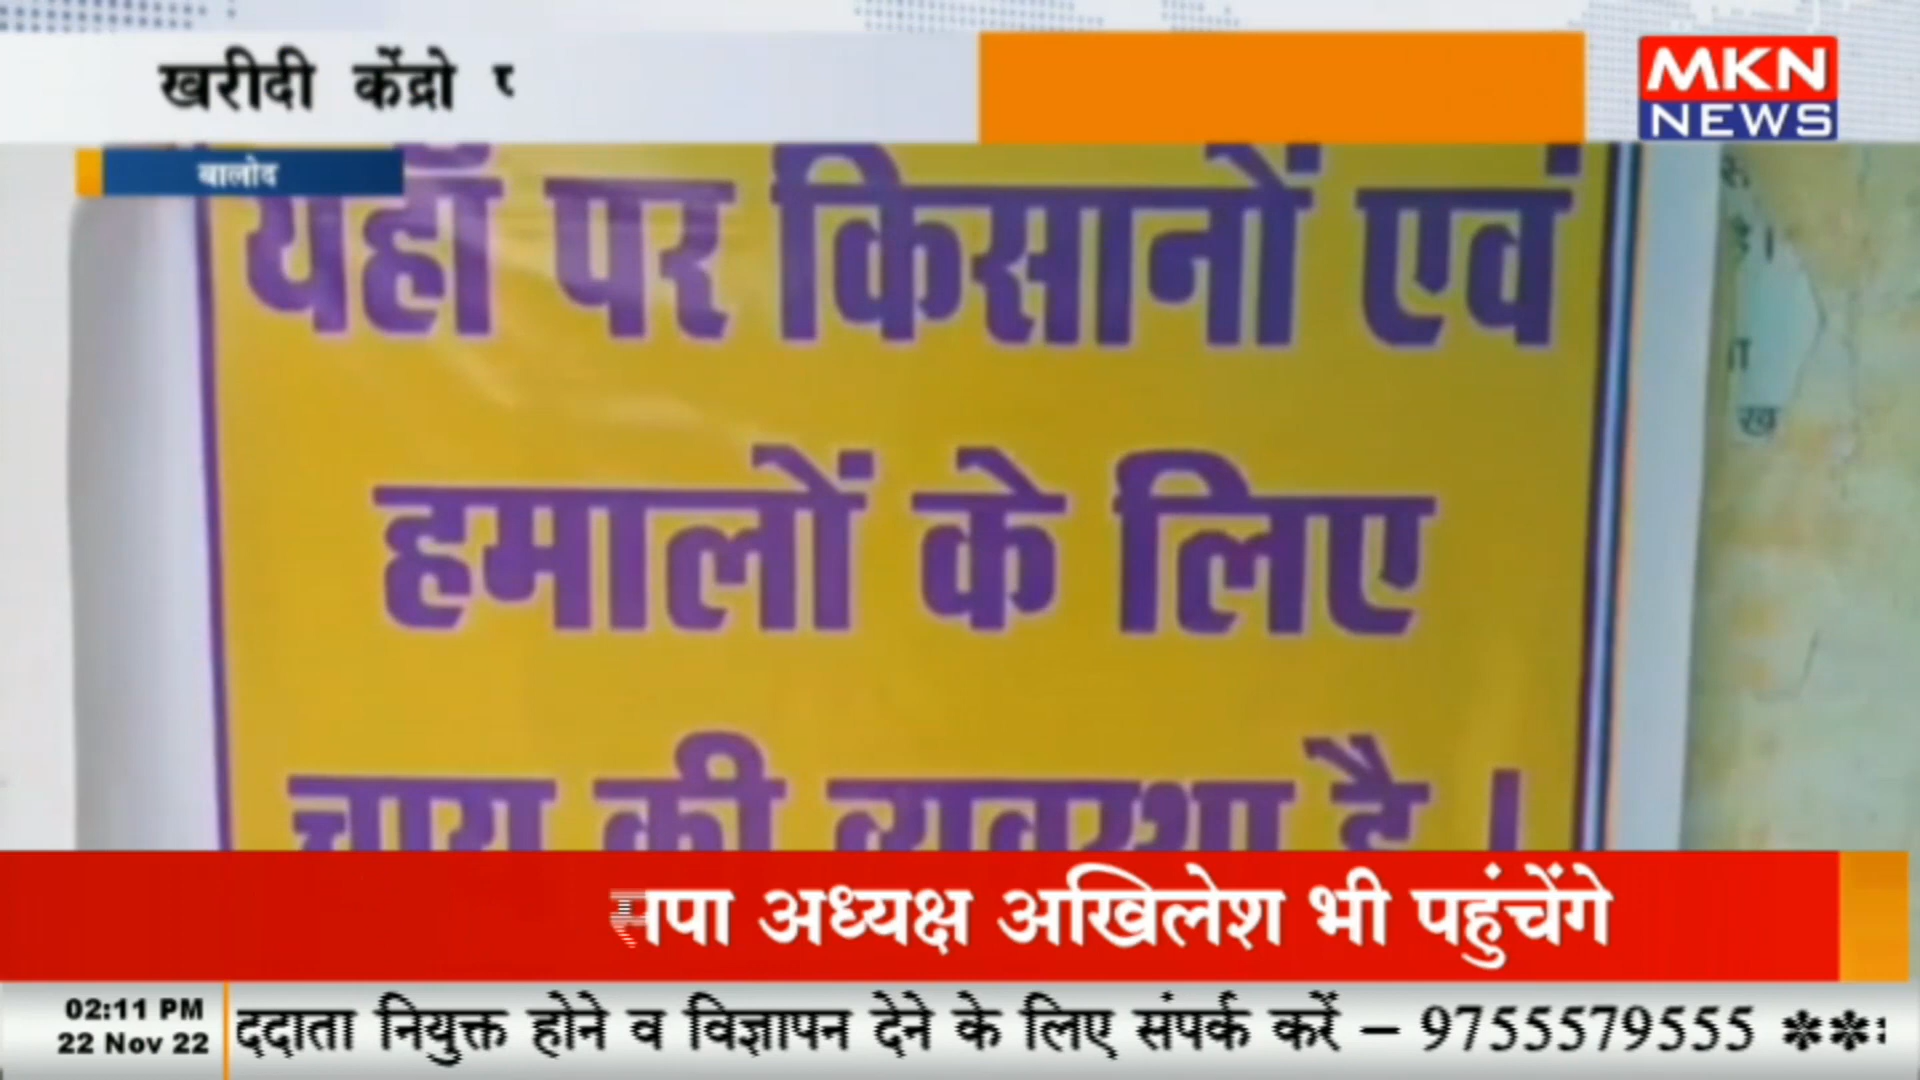 खरीदी केंद्रो
MKN
NEWS
बालोद
यहाँ पर किसानों एवं
हमालों के लिए
चाय की व्यवस्था है।
सपा अध्यक्ष अखिलेश भी पहुंचेंगे
02:11 PM
22 Nov 22
ददाता नियुक्त होने व विज्ञापन देने के लिए संपर्क करें – 9755579555 ✽✽